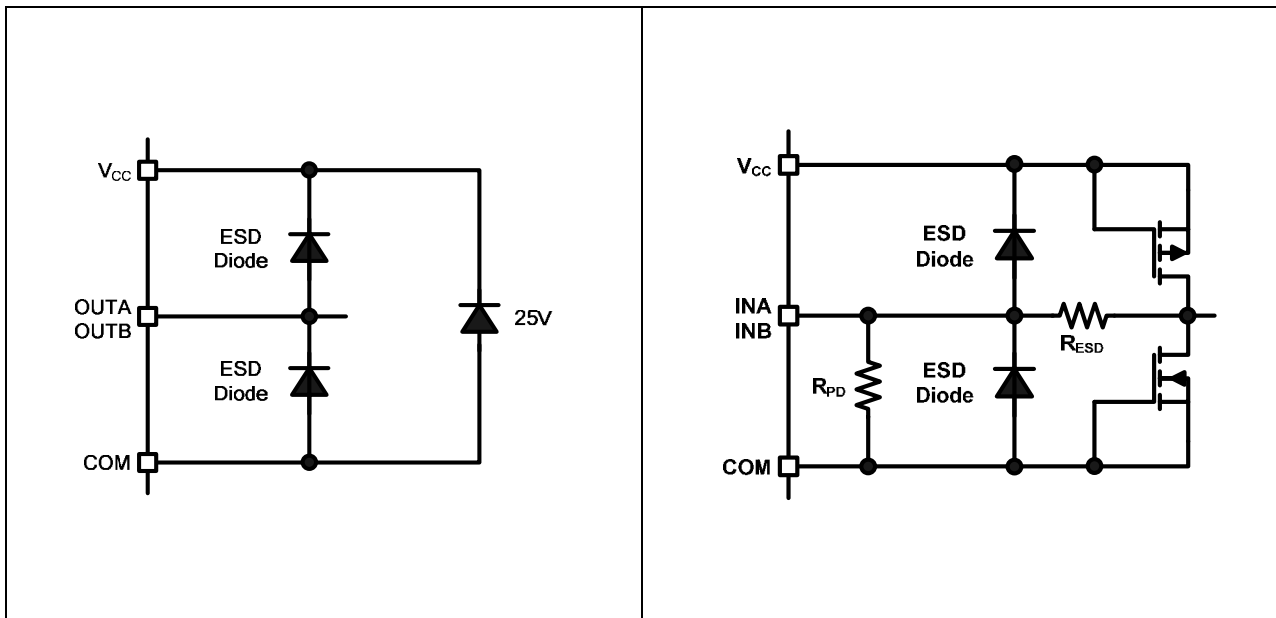 VCC
ESD
Diode
OUTA
OUTB
25V
ESD
Diode
COM
VCC
ESD
Diode
INA
INB
RESD
RPD
ESD
Diode
COM